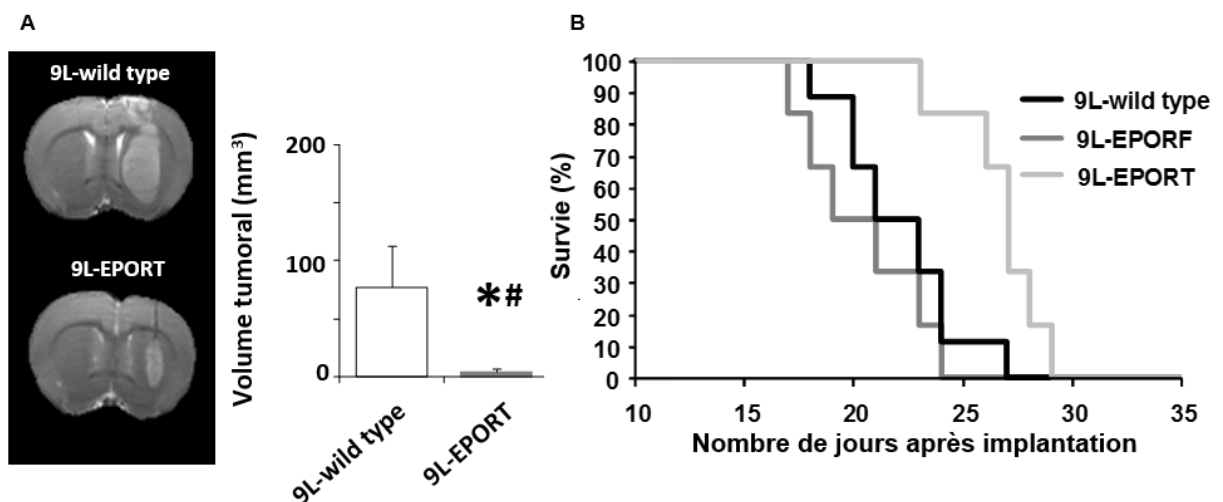 A
9L-wild type
9L-EPORT
Volume tumoral (mm³)
200
100
0
*#
9L-wild type
9L-EPORT
B
Survie (%)
100
90
80
70
60
50
40
30
20
10
0
9L-wild type
9L-EPORF
9L-EPORT
10 15 20 25 30 35
Nombre de jours après implantation